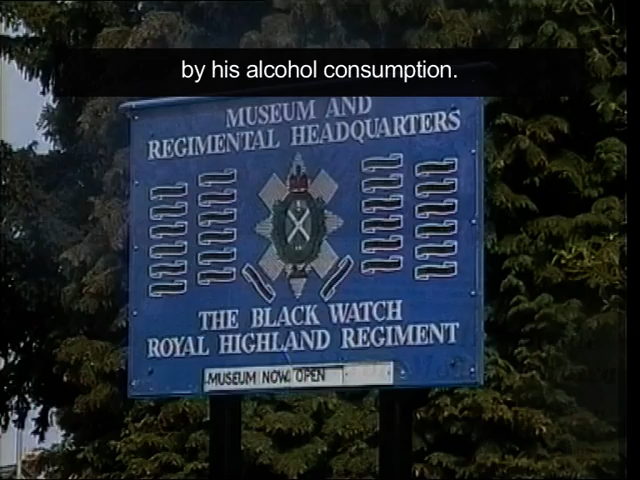 by his alcohol consumption.
MUSEUM AND
REGIMENTAL HEADQUARTERS
THE BLACK WATCH
ROYAL HIGHLAND REGIMENT
MUSEUM NOW OPEN